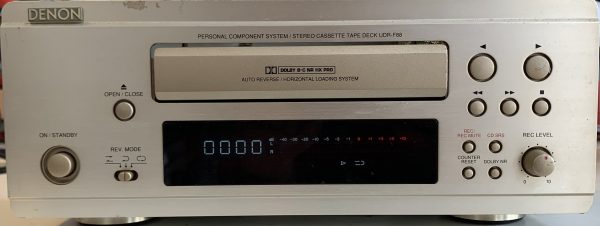 DENON
PERSONAL COMPONENT SYSTEM / STEREO CASSETTE TAPE DECK UDR-F88
DOLBY B-C NR HX PRO
AUTO REVERSE / HORIZONTAL LOADING SYSTEM
OPEN / CLOSE
ON / STANDBY
REV. MODE
0000
dB
L
R
REC/
REC MUTE
CD SRS
COUNTER
RESET
DOLBY NR
REC LEVEL
0
10